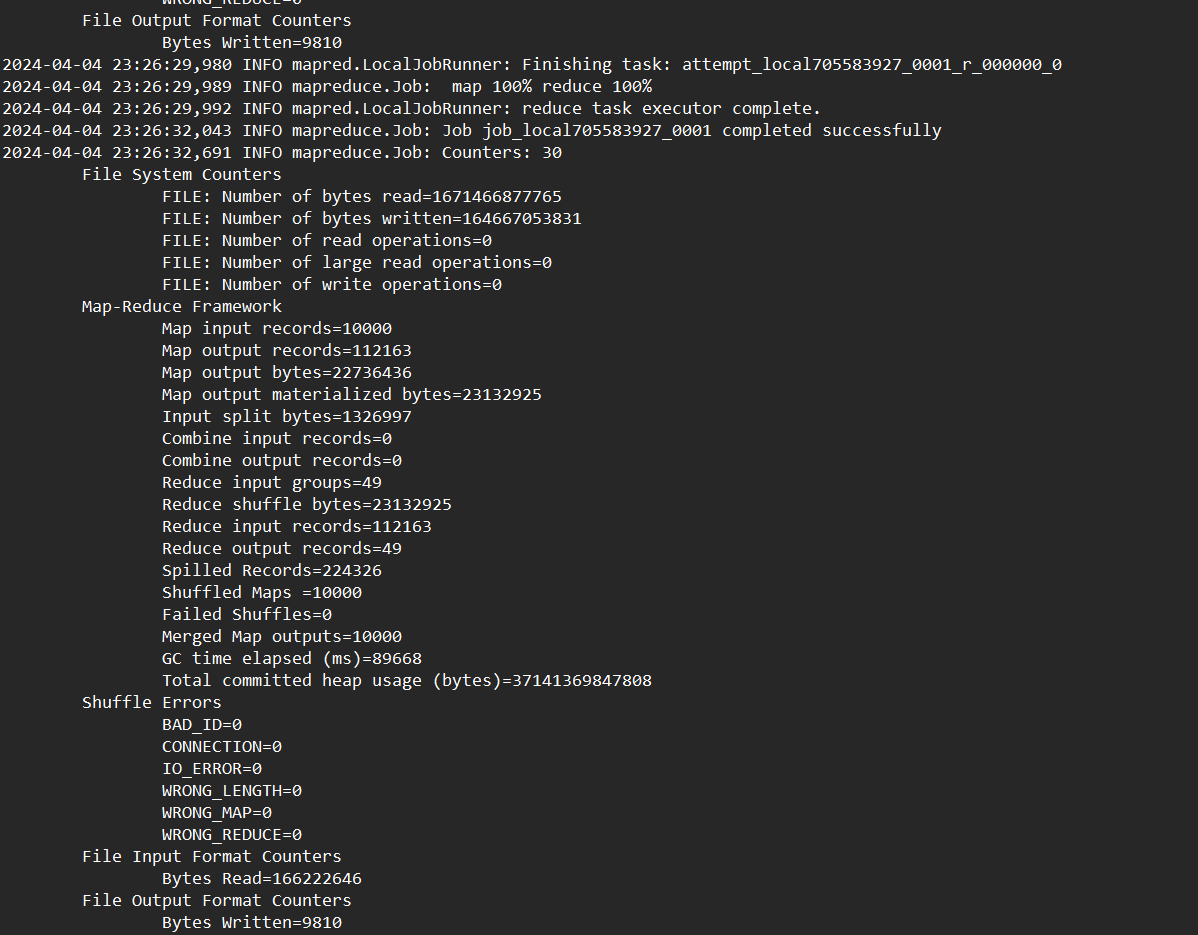 WRONG_REDUCE=0
File Output Format Counters
Bytes Written=9810
2024-04-04 23:26:29,980 INFO mapred.LocalJobRunner: Finishing task: attempt_local705583927_0001_r_000000_0
2024-04-04 23:26:29,989 INFO mapreduce.Job:  map 100% reduce 100%
2024-04-04 23:26:29,992 INFO mapred.LocalJobRunner: reduce task executor complete.
2024-04-04 23:26:32,043 INFO mapreduce.Job: Job job_local705583927_0001 completed successfully
2024-04-04 23:26:32,691 INFO mapreduce.Job: Counters: 30
File System Counters
FILE: Number of bytes read=1671466877765
FILE: Number of bytes written=164667053831
FILE: Number of read operations=0
FILE: Number of large read operations=0
FILE: Number of write operations=0
Map-Reduce Framework
Map input records=10000
Map output records=112163
Map output bytes=22736436
Map output materialized bytes=23132925
Input split bytes=1326997
Combine input records=0
Combine output records=0
Reduce input groups=49
Reduce shuffle bytes=23132925
Reduce input records=112163
Reduce output records=49
Spilled Records=224326
Shuffled Maps =10000
Failed Shuffles=0
Merged Map outputs=10000
GC time elapsed (ms)=89668
Total committed heap usage (bytes)=37141369847808
Shuffle Errors
BAD_ID=0
CONNECTION=0
IO_ERROR=0
WRONG_LENGTH=0
WRONG_MAP=0
WRONG_REDUCE=0
File Input Format Counters
Bytes Read=166222646
File Output Format Counters
Bytes Written=9810